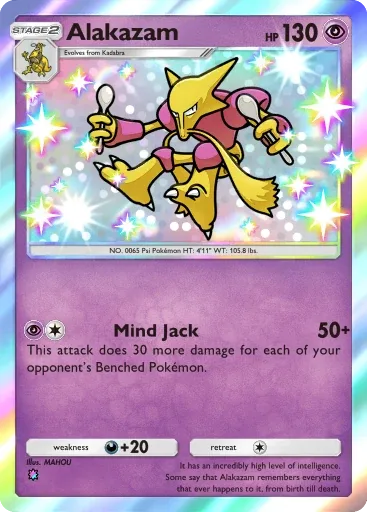 STAGE2 Alakazam HP 130
Evolves from Kadabra
NO. 0065 Psi Pokémon HT: 4'11" WT: 105.8 lbs.
Mind Jack 50+
This attack does 30 more damage for each of your
opponent's Benched Pokémon.
weakness +20 retreat
Illus. MAHOU
It has an incredibly high level of intelligence.
Some say that Alakazam remembers everything
that ever happens to it, from birth till death.